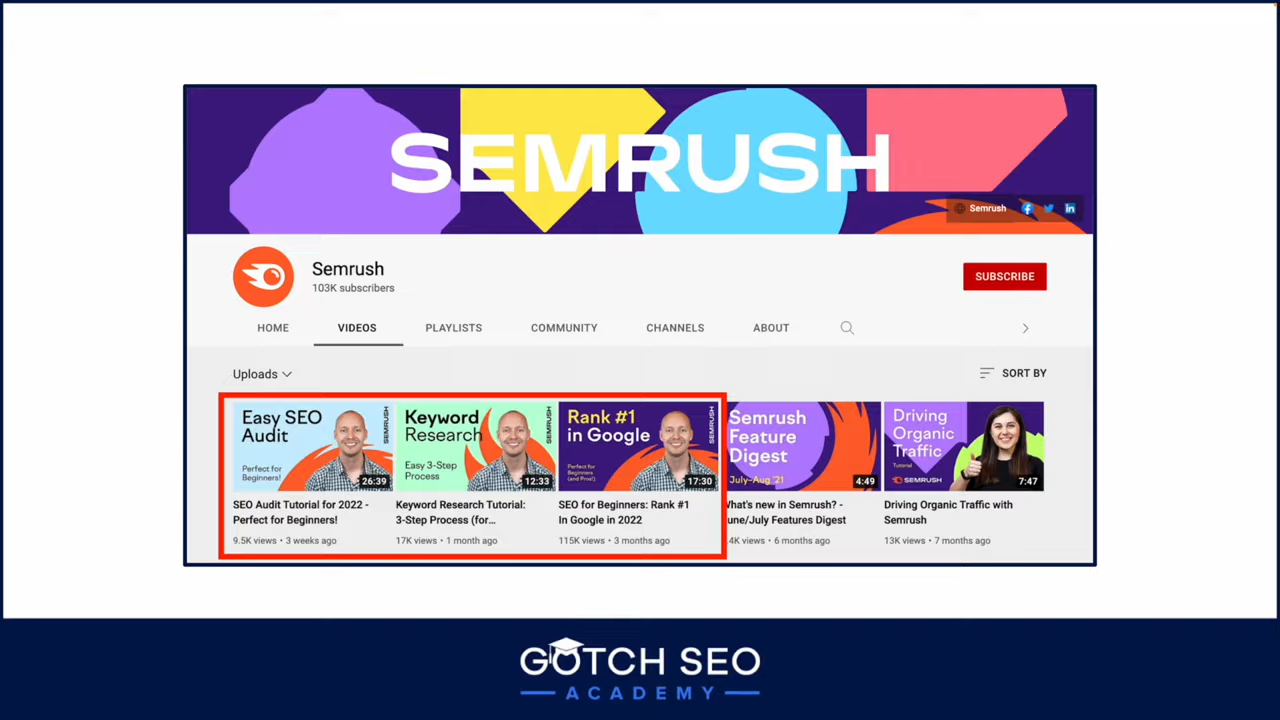 SEMRUSH
Semrush
Semrush
103K subscribers
SUBSCRIBE
HOME
VIDEOS
PLAYLISTS
COMMUNITY
CHANNELS
ABOUT
Uploads
SORT BY
Easy SEO
Audit
Perfect for
Beginners!
SEMRUSH
26:39
SEO Audit Tutorial for 2022 -
Perfect for Beginners!
9.5K views • 3 weeks ago
Keyword
Research
Easy 3-Step
Process
SEMRUSH
12:33
Keyword Research Tutorial:
3-Step Process (for...
17K views • 1 month ago
Rank #1
in Google
Perfect for
Beginners
(and Pros!)
SEMRUSH
17:30
SEO for Beginners: Rank #1
In Google in 2022
115K views • 3 months ago
Semrush
Feature
Digest
July–Aug '21
4:49
hat's new in Semrush? -
une/July Features Digest
4K views • 6 months ago
Driving
Organic
Traffic
Tutorial
SEMRUSH
7:47
Driving Organic Traffic with
Semrush
13K views • 7 months ago
GOTCH SEO
ACADEMY